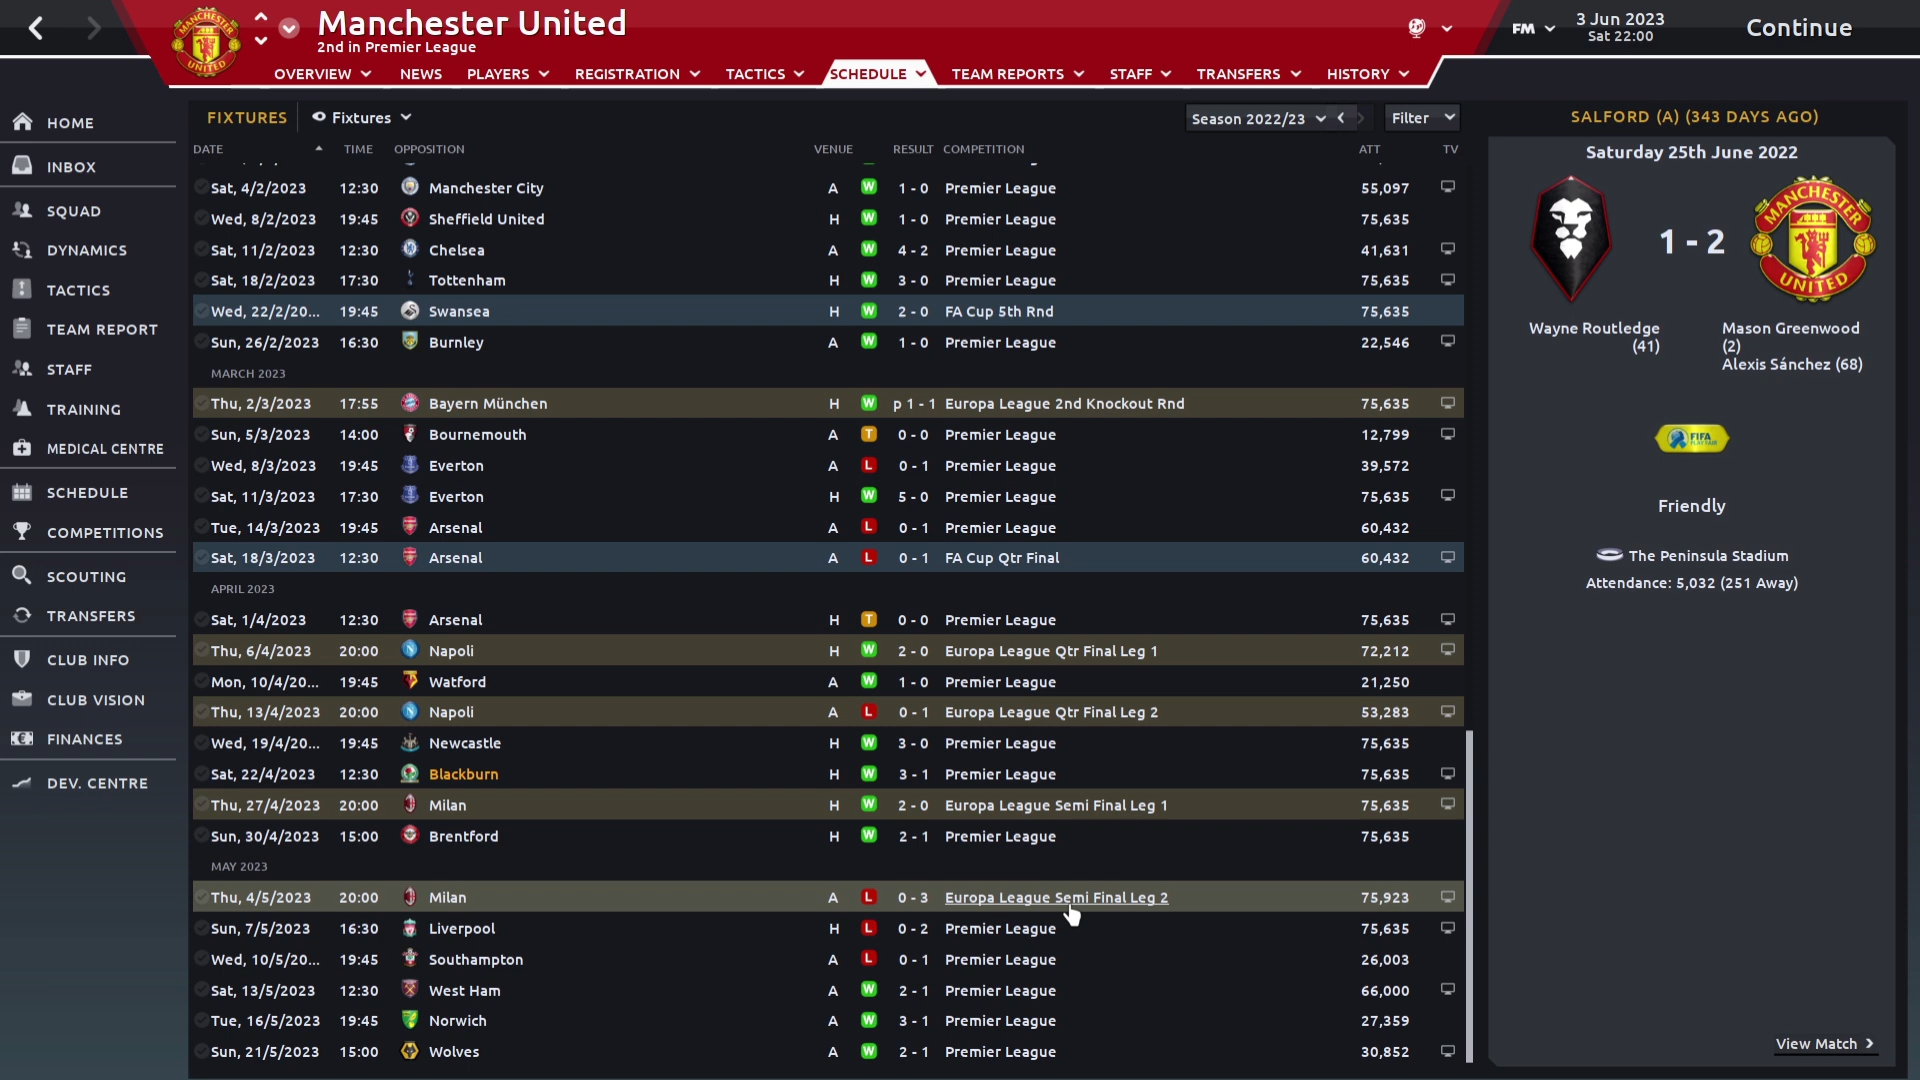 Manchester United
2nd in Premier League
FM
3 Jun 2023
Sat 22:00
Continue
OVERVIEW NEWS PLAYERS REGISTRATION TACTICS SCHEDULE TEAM REPORTS STAFF TRANSFERS HISTORY
HOME
INBOX
SQUAD
DYNAMICS
TACTICS
TEAM REPORT
STAFF
TRAINING
MEDICAL CENTRE
SCHEDULE
COMPETITIONS
SCOUTING
TRANSFERS
CLUB INFO
CLUB VISION
FINANCES
DEV. CENTRE
FIXTURES Fixtures Season 2022/23 Filter
DATE TIME OPPOSITION VENUE RESULT COMPETITION ATT TV
Sat, 4/2/2023 12:30 Manchester City A W 1 - 0 Premier League 55,097
Wed, 8/2/2023 19:45 Sheffield United H W 1 - 0 Premier League 75,635
Sat, 11/2/2023 12:30 Chelsea A W 4 - 2 Premier League 41,631
Sat, 18/2/2023 17:30 Tottenham H W 3 - 0 Premier League 75,635
Wed, 22/2/20... 19:45 Swansea H W 2 - 0 FA Cup 5th Rnd 75,635
Sun, 26/2/2023 16:30 Burnley A W 1 - 0 Premier League 22,546
MARCH 2023
Thu, 2/3/2023 17:55 Bayern München H W p 1 - 1 Europa League 2nd Knockout Rnd 75,635
Sun, 5/3/2023 14:00 Bournemouth A T 0 - 0 Premier League 12,799
Wed, 8/3/2023 19:45 Everton A L 0 - 1 Premier League 39,572
Sat, 11/3/2023 17:30 Everton H W 5 - 0 Premier League 75,635
Tue, 14/3/2023 19:45 Arsenal A L 0 - 1 Premier League 60,432
Sat, 18/3/2023 12:30 Arsenal A L 0 - 1 FA Cup Qtr Final 60,432
APRIL 2023
Sat, 1/4/2023 12:30 Arsenal H T 0 - 0 Premier League 75,635
Thu, 6/4/2023 20:00 Napoli H W 2 - 0 Europa League Qtr Final Leg 1 72,212
Mon, 10/4/20... 19:45 Watford A W 1 - 0 Premier League 21,250
Thu, 13/4/2023 20:00 Napoli A L 0 - 1 Europa League Qtr Final Leg 2 53,283
Wed, 19/4/20... 19:45 Newcastle H W 3 - 0 Premier League 75,635
Sat, 22/4/2023 12:30 Blackburn H W 3 - 1 Premier League 75,635
Thu, 27/4/2023 20:00 Milan H W 2 - 0 Europa League Semi Final Leg 1 75,635
Sun, 30/4/2023 15:00 Brentford H W 2 - 1 Premier League 75,635
MAY 2023
Thu, 4/5/2023 20:00 Milan A L 0 - 3 Europa League Semi Final Leg 2 75,923
Sun, 7/5/2023 16:30 Liverpool H L 0 - 2 Premier League 75,635
Wed, 10/5/20... 19:45 Southampton A L 0 - 1 Premier League 26,003
Sat, 13/5/2023 12:30 West Ham A W 2 - 1 Premier League 66,000
Tue, 16/5/2023 19:45 Norwich A W 3 - 1 Premier League 27,359
Sun, 21/5/2023 15:00 Wolves A W 2 - 1 Premier League 30,852
SALFORD (A) (343 DAYS AGO)
Saturday 25th June 2022
MANCHESTER
UNITED
1 - 2
Wayne Routledge
(41)
Mason Greenwood
(2)
Alexis Sánchez (68)
FIFA
Friendly
The Peninsula Stadium
Attendance: 5,032 (251 Away)
View Match